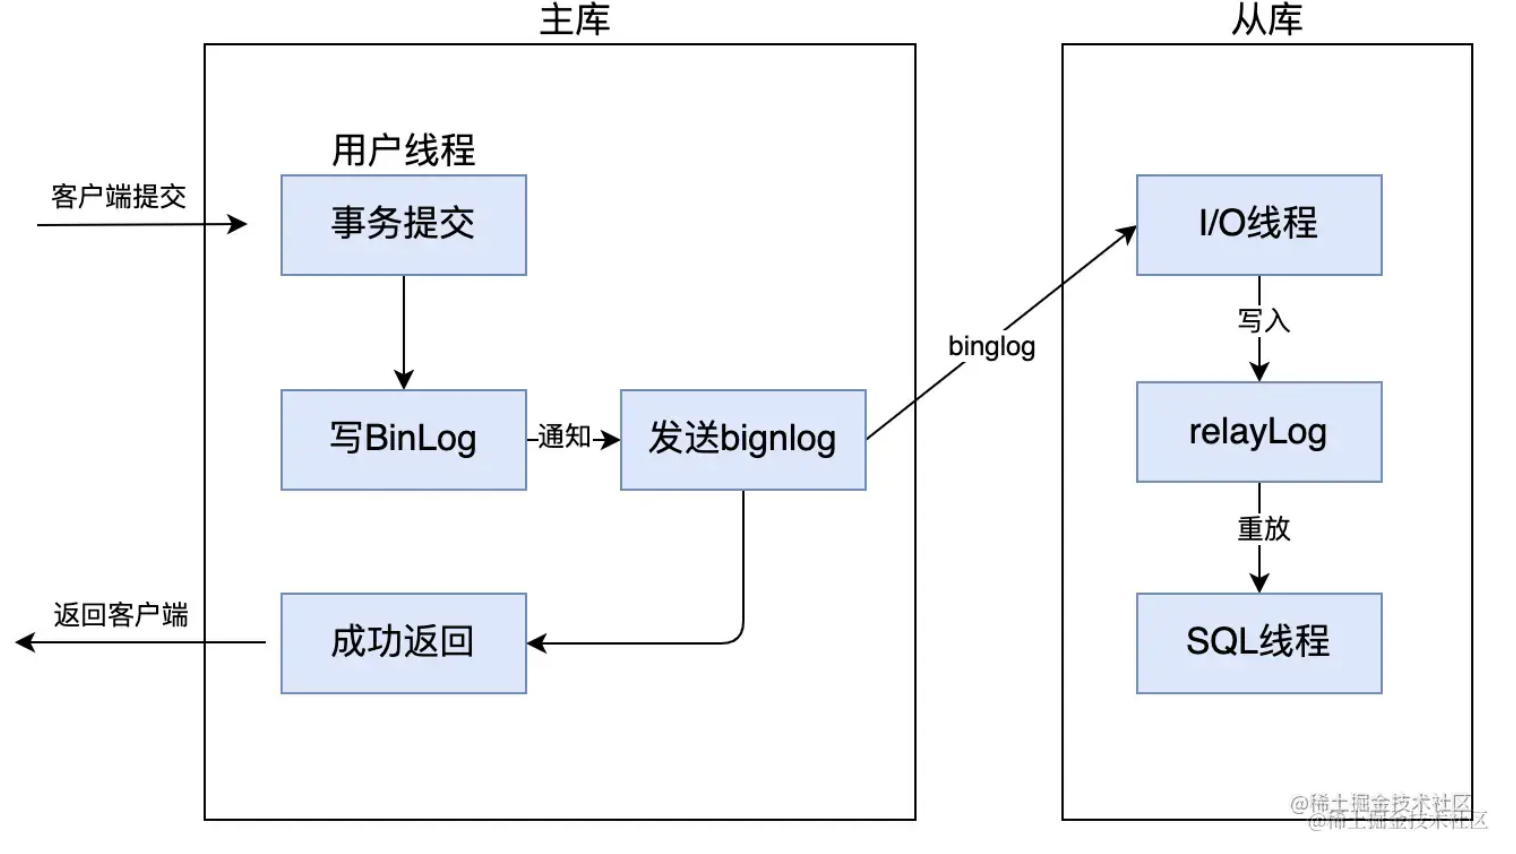 主库
从库
用户线程
客户端提交
事务提交
I/O线程
写入
binglog
写BinLog
通知
发送bignlog
relayLog
重放
返回客户端
成功返回
SQL线程
@稀土掘金技术社区
@稀土掘金技术社区